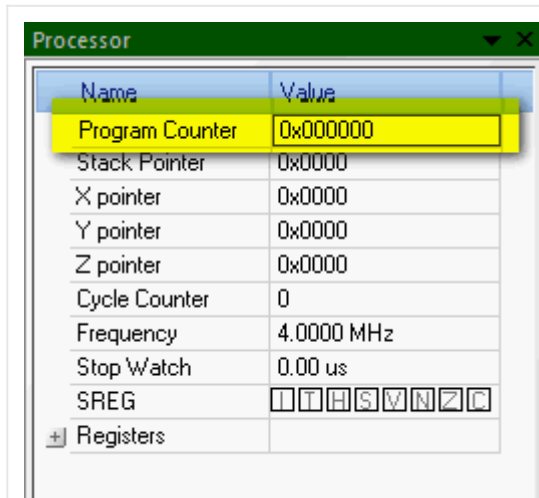 Processor
Name Value
Program Counter 0x000000
Stack Pointer 0x0000
X pointer 0x0000
Y pointer 0x0000
Z pointer 0x0000
Cycle Counter 0
Frequency 4.0000 MHz
Stop Watch 0.00 us
SREG I T H S V N Z C
Registers